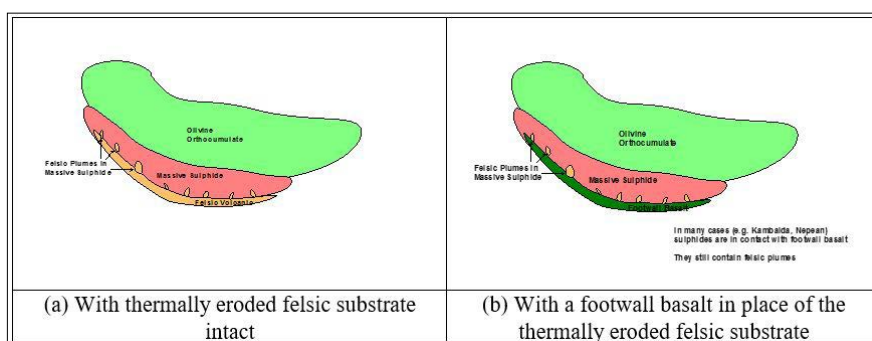 Olivine
Orthocumulate
Felsic Plumes in
Massive Sulphide
Massive Sulphide
Felsic Volcanic
(a) With thermally eroded felsic substrate
intact
Olivine
Orthocumulate
Felsic Plumes in
Massive Sulphide
Massive Sulphide
Footwall Basalt
In many cases (e.g. Kambalda, Nepean)
sulphides are in contact with footwall basalt
They still contain felsic plumes
(b) With a footwall basalt in place of the
thermally eroded felsic substrate